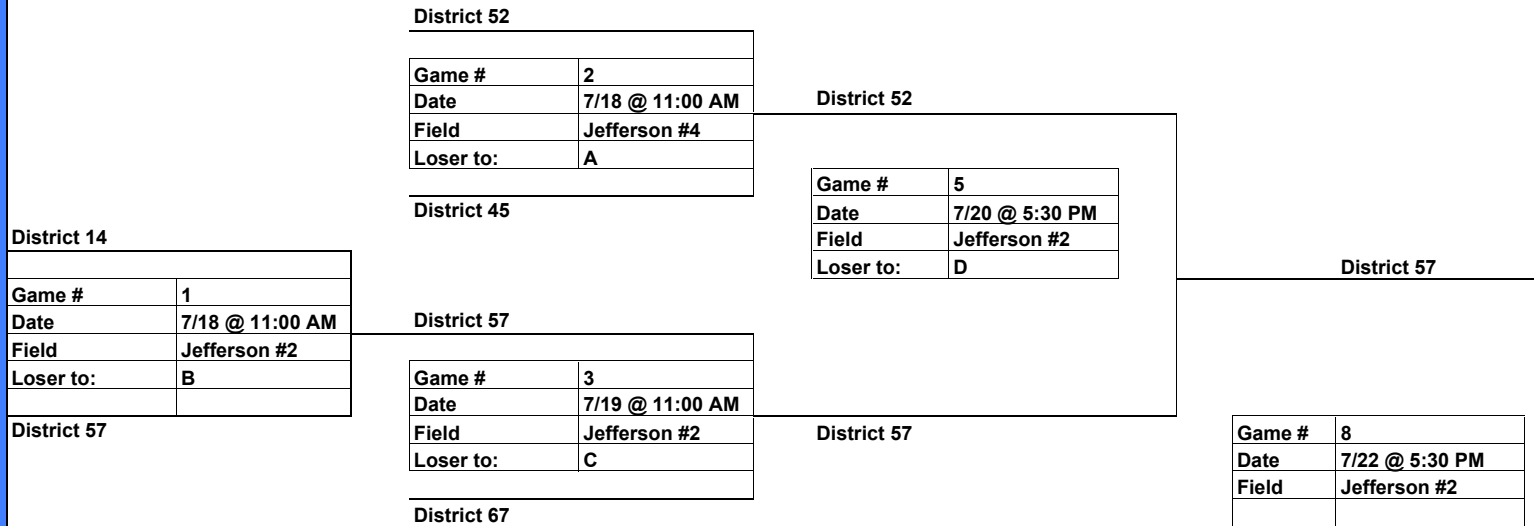 District 52
Game # 2
Date 7/18 @ 11:00 AM
Field Jefferson #4
Loser to: A
District 45
District 52
Game # 5
Date 7/20 @ 5:30 PM
Field Jefferson #2
Loser to: D
District 57
District 14
Game # 1
Date 7/18 @ 11:00 AM
Field Jefferson #2
Loser to: B
District 57
District 57
Game # 3
Date 7/19 @ 11:00 AM
Field Jefferson #2
Loser to: C
District 67
District 57
Game # 8
Date 7/22 @ 5:30 PM
Field Jefferson #2